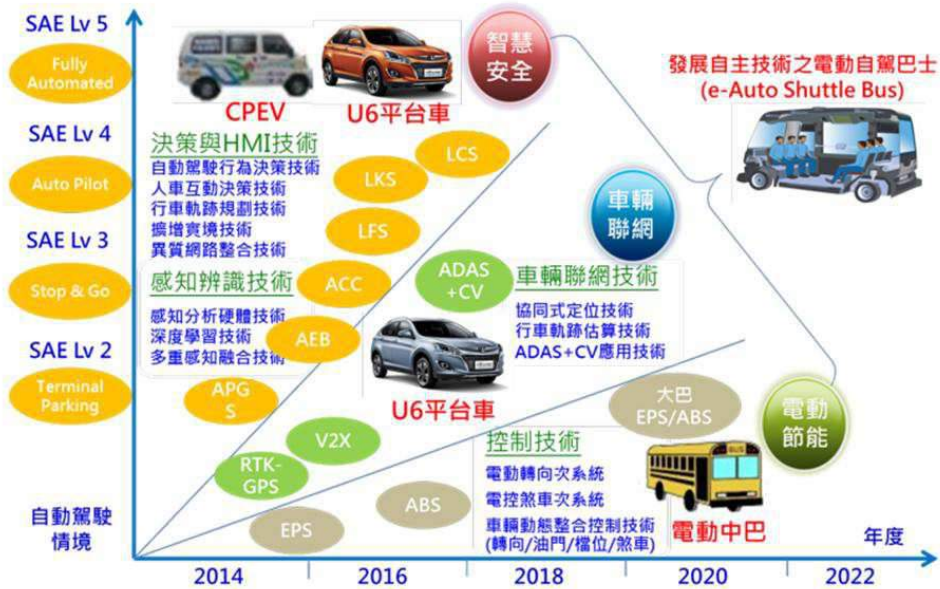 SAE Lv 5
Fully
Automated
SAE Lv 4
Auto Pilot
SAE Lv 3
Stop & Go
SAE Lv 2
Terminal
Parking
自動駕駛
情境
CPEV
U6平台車
智慧
安全
決策與HMI技術
自動駕駛行為決策技術
人車互動決策技術
行車軌跡規劃技術
擴增實境技術
異質網路整合技術
LCS
LKS
LFS
感知辨識技術
感知分析硬體技術
深度學習技術
多重感知融合技術
ACC
AEB
APG
S
車輛
聯網
ADAS
+CV
車輛聯網技術
協同式定位技術
行車軌跡估算技術
ADAS+CV應用技術
U6平台車
V2X
RTK-
GPS
發展自主技術之電動自駕巴士
(e-Auto Shuttle Bus)
電動
節能
大巴
EPS/ABS
控制技術
電動轉向次系統
電控煞車次系統
車輛動態整合控制技術
(轉向/油門/檔位/煞車)
BUS
電動中巴
ABS
EPS
年度
2014
2016
2018
2020
2022